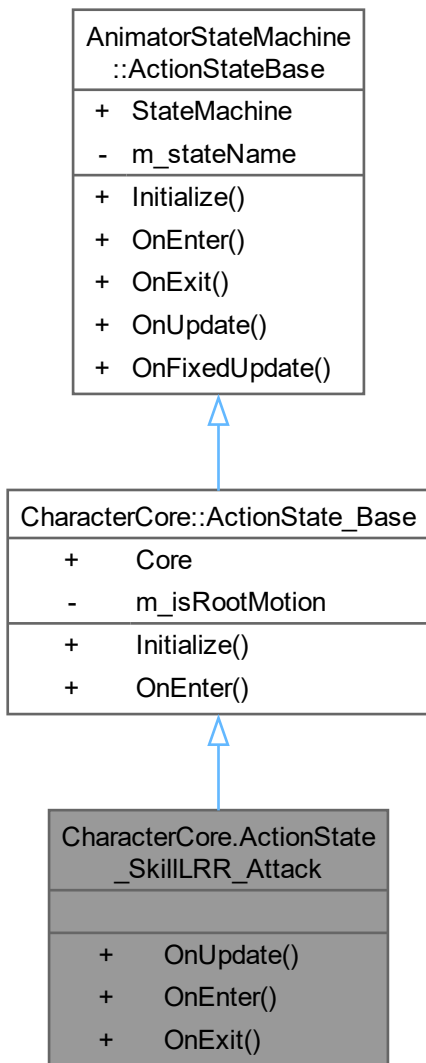 AnimatorStateMachine
::ActionStateBase
+ StateMachine
- m_stateName
+ Initialize()
+ OnEnter()
+ OnExit()
+ OnUpdate()
+ OnFixedUpdate()
CharacterCore::ActionState_Base
+ Core
- m_isRootMotion
+ Initialize()
+ OnEnter()
CharacterCore.ActionState
_SkillLRR_Attack
+ OnUpdate()
+ OnEnter()
+ OnExit()